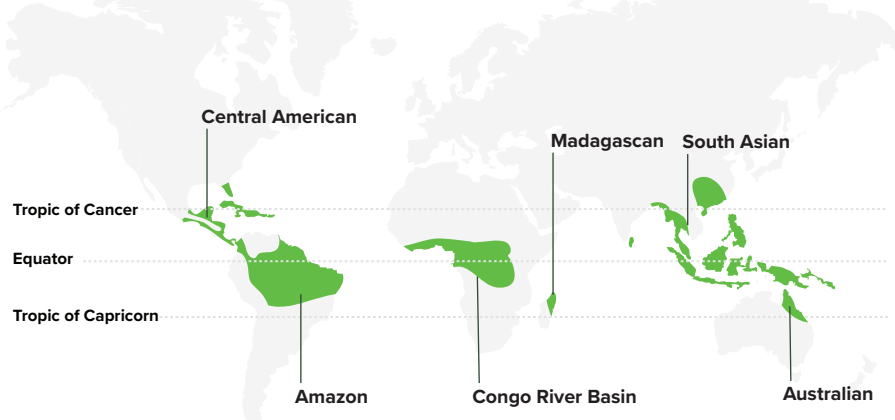 Central American
Madagascan
South Asian
Tropic of Cancer
Equator
Tropic of Capricorn
Amazon
Congo River Basin
Australian